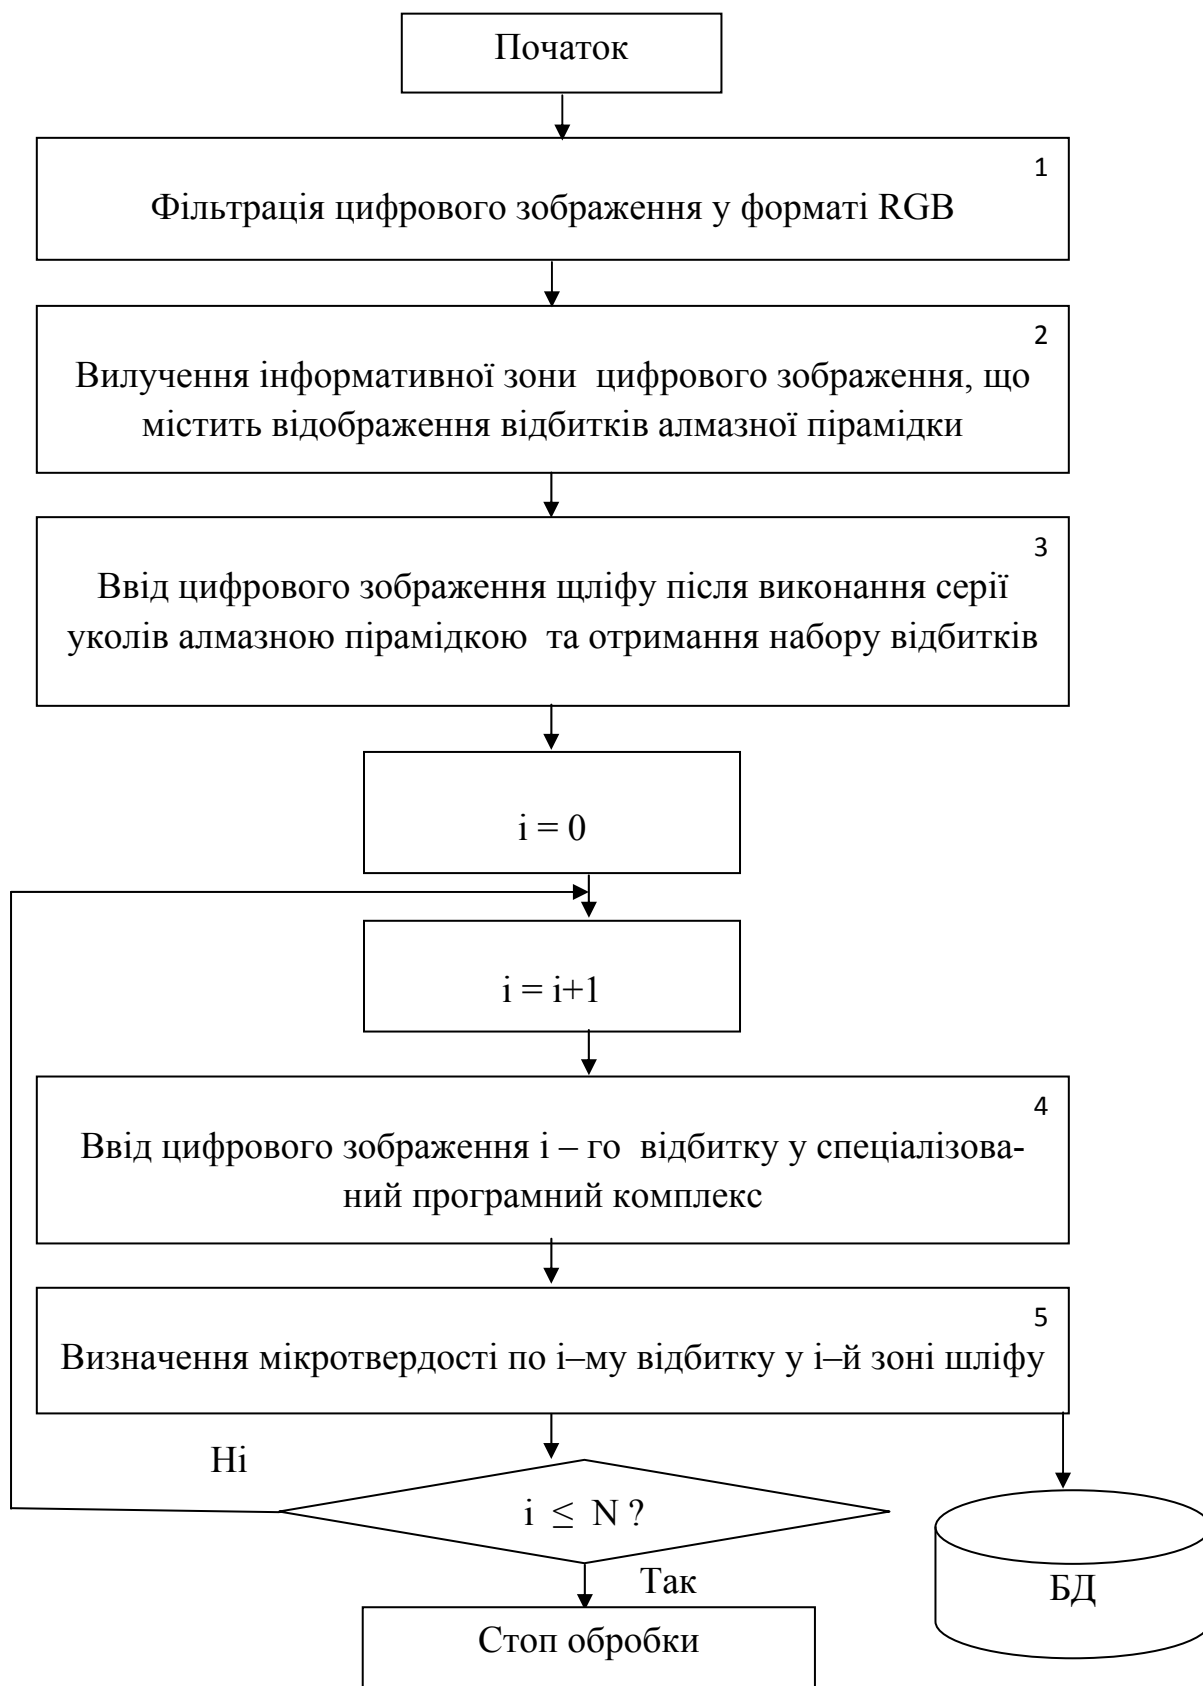 Початок
1
Фільтрація цифрового зображення у форматі RGB
2
Вилучення інформативної зони цифрового зображення, що
містить відображення відбитків алмазної пірамідки
3
Ввід цифрового зображення щліфу після виконання серії
уколів алмазною пірамідкою та отримання набору відбитків
i = 0
i = i+1
4
Ввід цифрового зображення i – го відбитку у спеціалізова-
ний програмний комплекс
5
Визначення мікротвердості по i–му відбитку у i–й зоні шліфу
Ні
i ≤ N ?
БД
Так
Стоп обробки